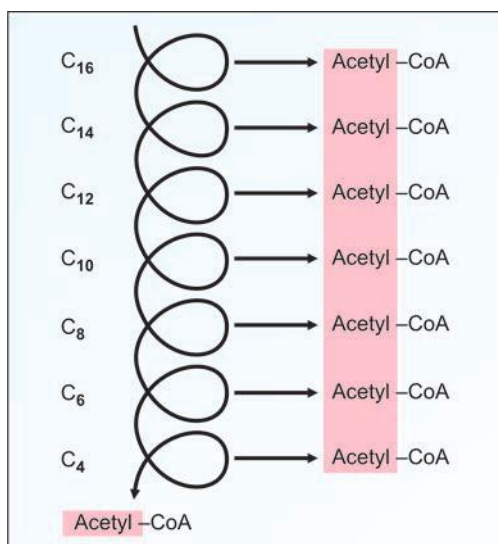 C16 Acetyl –CoA
C14 Acetyl –CoA
C12 Acetyl –CoA
C10 Acetyl –CoA
C8 Acetyl –CoA
C6 Acetyl –CoA
C4 Acetyl –CoA
Acetyl –CoA